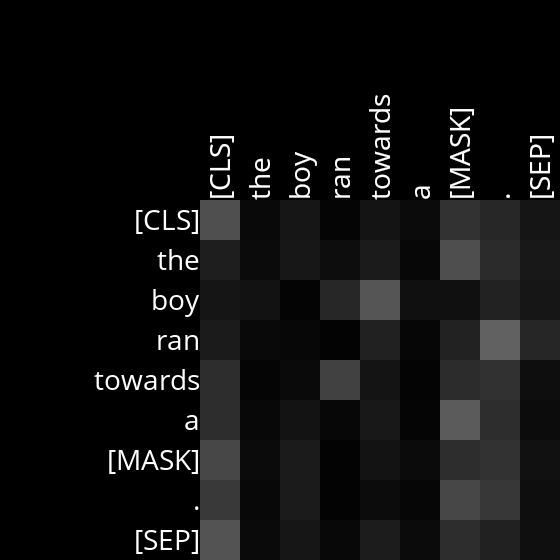 [CLS]
the
boy
ran
towards
a
[MASK]
.
[SEP]
[CLS]
the
boy
ran
towards
a
[MASK]
.
[SEP]